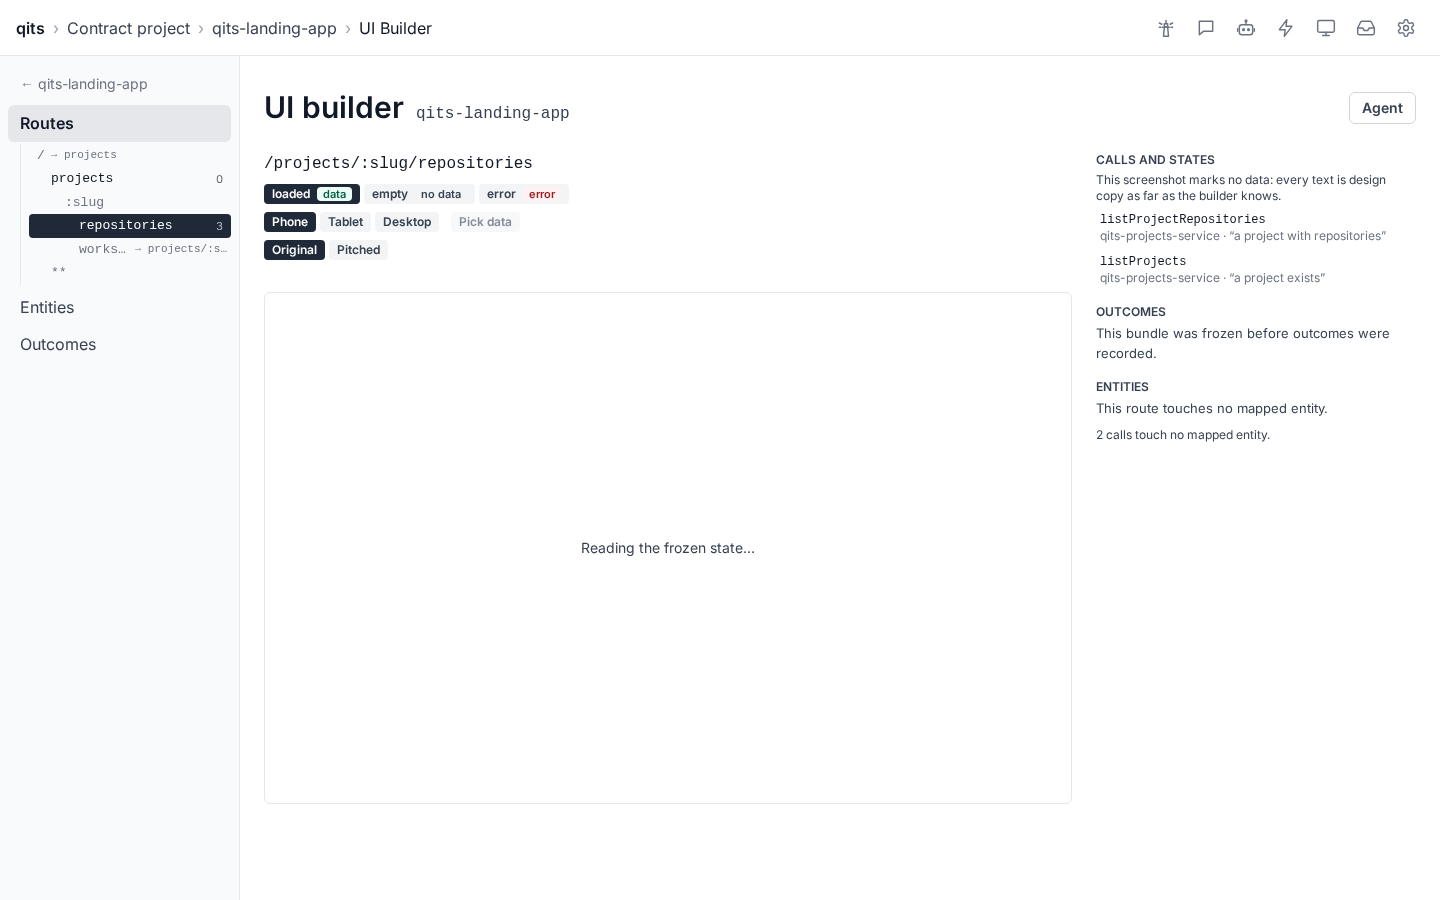 qits › Contract project › qits-landing-app › UI Builder
← qits-landing-app
Routes
/ → projects
projects 0
:slug
repositories 3
works… → projects/:s…
**
Entities
Outcomes
UI builder qits-landing-app
Agent
/projects/:slug/repositories
loaded data empty no data error error
Phone Tablet Desktop Pick data
Original Pitched
Reading the frozen state...
CALLS AND STATES
This screenshot marks no data: every text is design
copy as far as the builder knows.
listProjectRepositories
qits-projects-service · “a project with repositories”
listProjects
qits-projects-service · “a project exists”
OUTCOMES
This bundle was frozen before outcomes were
recorded.
ENTITIES
This route touches no mapped entity.
2 calls touch no mapped entity.